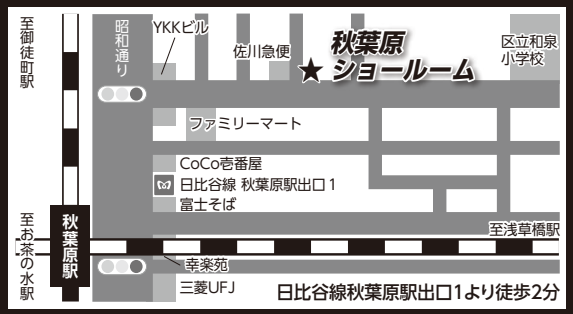 至御徒町駅
昭和通り
YKKビル
佐川急便
秋葉原
★ ショールーム
区立和泉
小学校
ファミリーマート
CoCo壱番屋
日比谷線 秋葉原駅出口1
富士そば
至お茶の水駅
秋葉原駅
至浅草橋駅
幸楽苑
三菱UFJ
日比谷線秋葉原駅出口1より徒歩2分